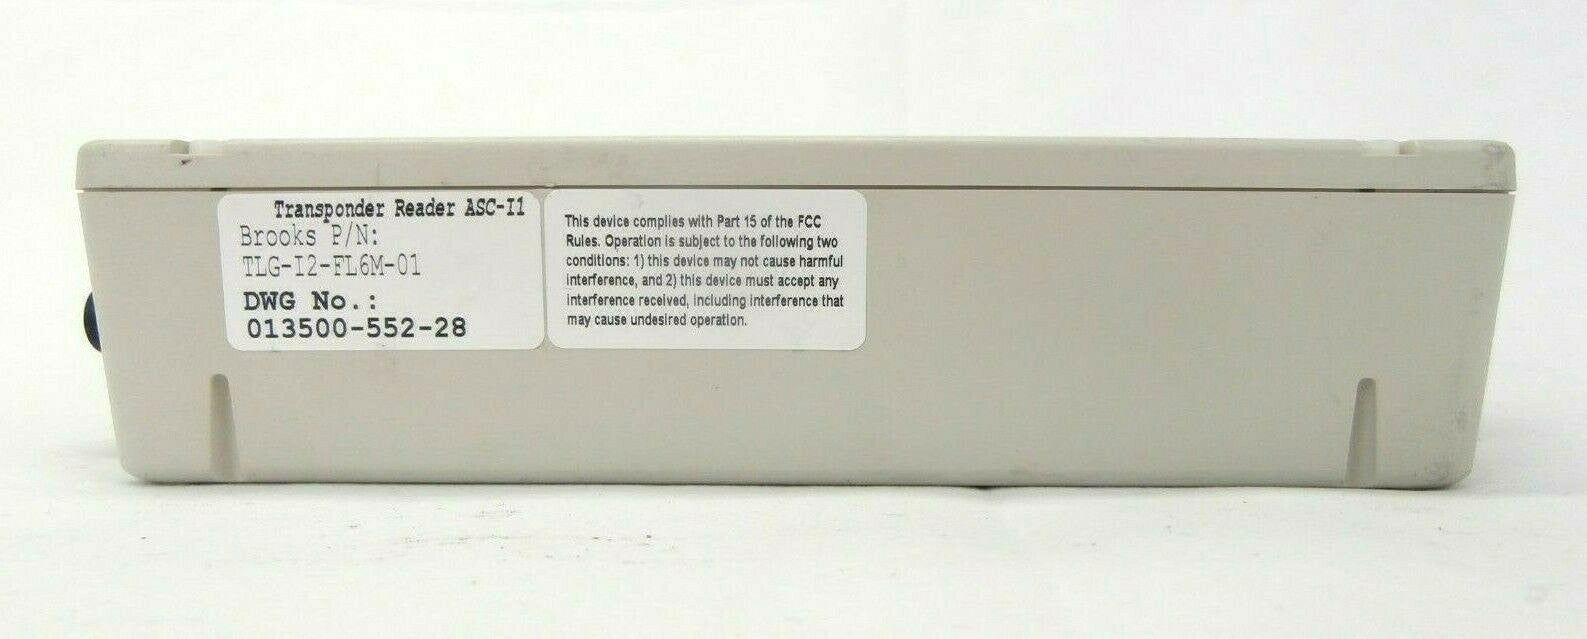 Transponder Reader ASC-I1
Brooks P/N:
TLG-I2-FL6M-01
DWG No.:
013500-552-28
This device complies with Part 15 of the FCC
Rules. Operation is subject to the following two
conditions: 1) this device may not cause harmful
interference, and 2) this device must accept any
interference received, including interference that
may cause undesired operation.